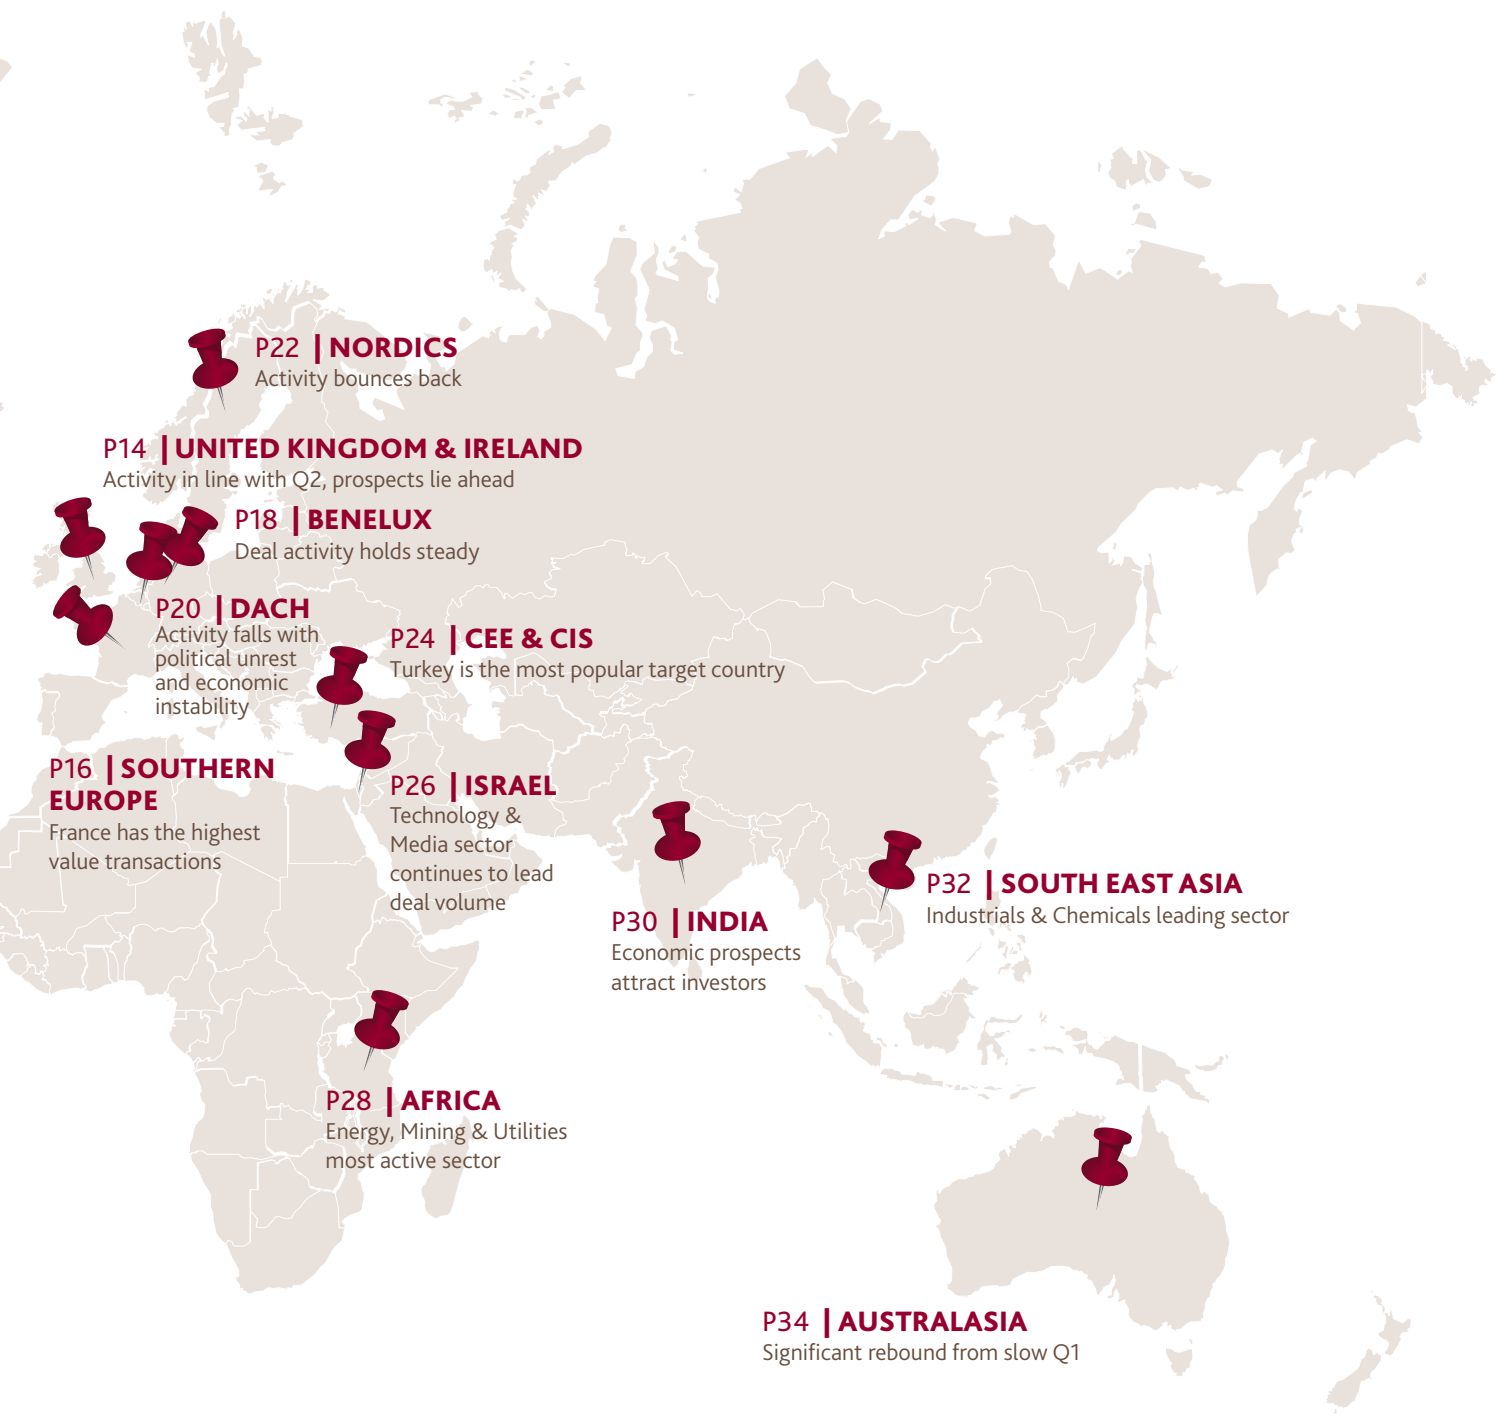 P22 | NORDICS
Activity bounces back
P14 | UNITED KINGDOM & IRELAND
Activity in line with Q2, prospects lie ahead
P18 | BENELUX
Deal activity holds steady
P20 | DACH
Activity falls with
political unrest
and economic
instability
P24 | CEE & CIS
Turkey is the most popular target country
P16 | SOUTHERN
EUROPE
France has the highest
value transactions
P26 | ISRAEL
Technology &
Media sector
continues to lead
deal volume
P30 | INDIA
Economic prospects
attract investors
P32 | SOUTH EAST ASIA
Industrials & Chemicals leading sector
P28 | AFRICA
Energy, Mining & Utilities
most active sector
P34 | AUSTRALASIA
Significant rebound from slow Q1